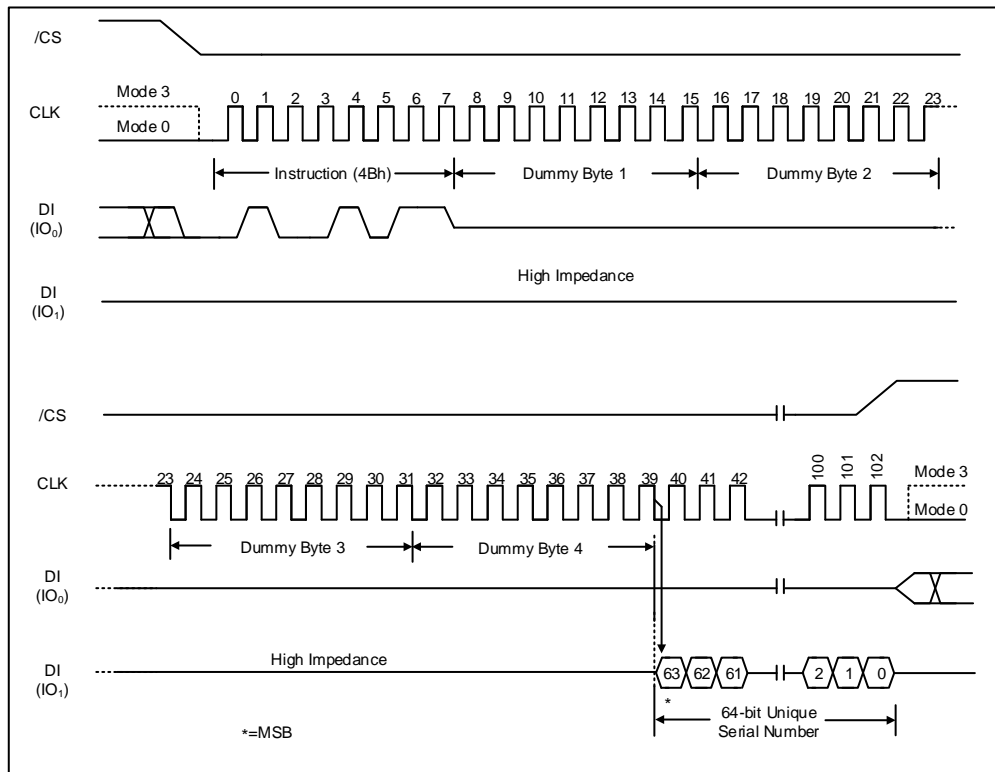 /CS
Mode 3
CLK
Mode 0
0 1 2 3 4 5 6 7 8 9 10 11 12 13 14 15 16 17 18 19 20 21 22 23
Instruction (4Bh)
Dummy Byte 1
Dummy Byte 2
DI
(IO₀)
High Impedance
DI
(IO₁)
/CS
CLK
23 24 25 26 27 28 29 30 31 32 33 34 35 36 37 38 39 40 41 42
100 101 102
Mode 3
Mode 0
Dummy Byte 3
Dummy Byte 4
DI
(IO₀)
DI
(IO₁)
High Impedance
63 62 61
2 1 0
*
64-bit Unique
Serial Number
*=MSB